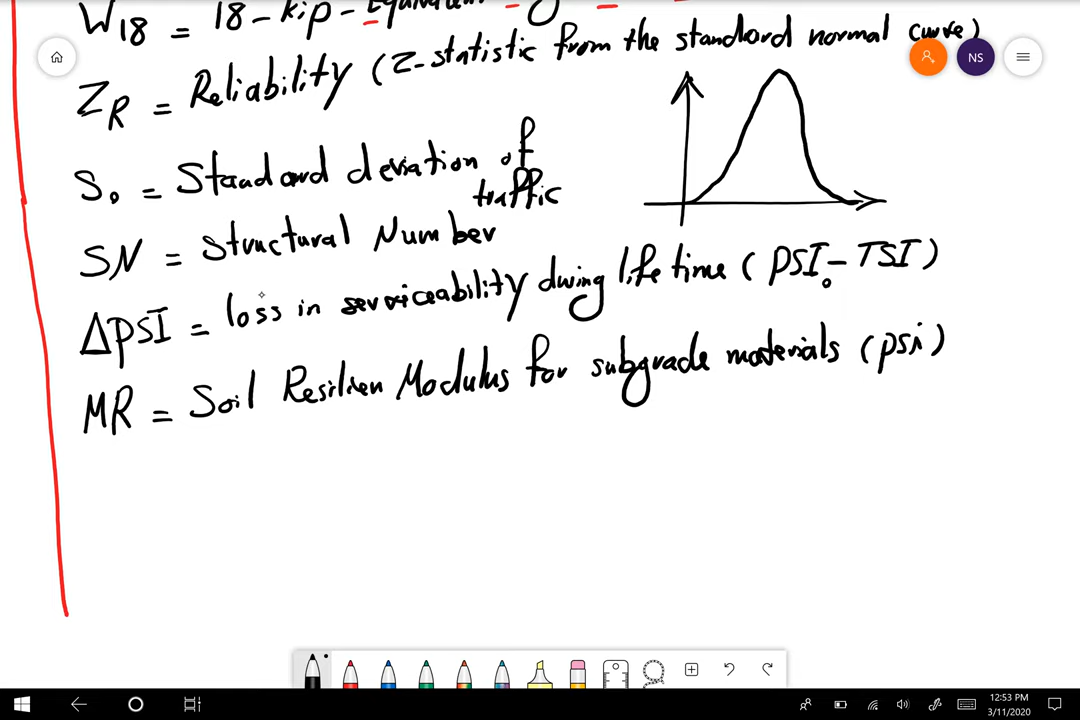 W18 = 18-kip-Equivalent
NS
ZR = Reliability (Z-statistic from the standard normal curve)
So = Standard deviation of
traffic
SN = Structural Number
ΔPSI = loss in serviceability during life time (PSIo - TSI)
MR = Soil Resilien Modulus for subgrade materials (psi)
12:53 PM
3/11/2020